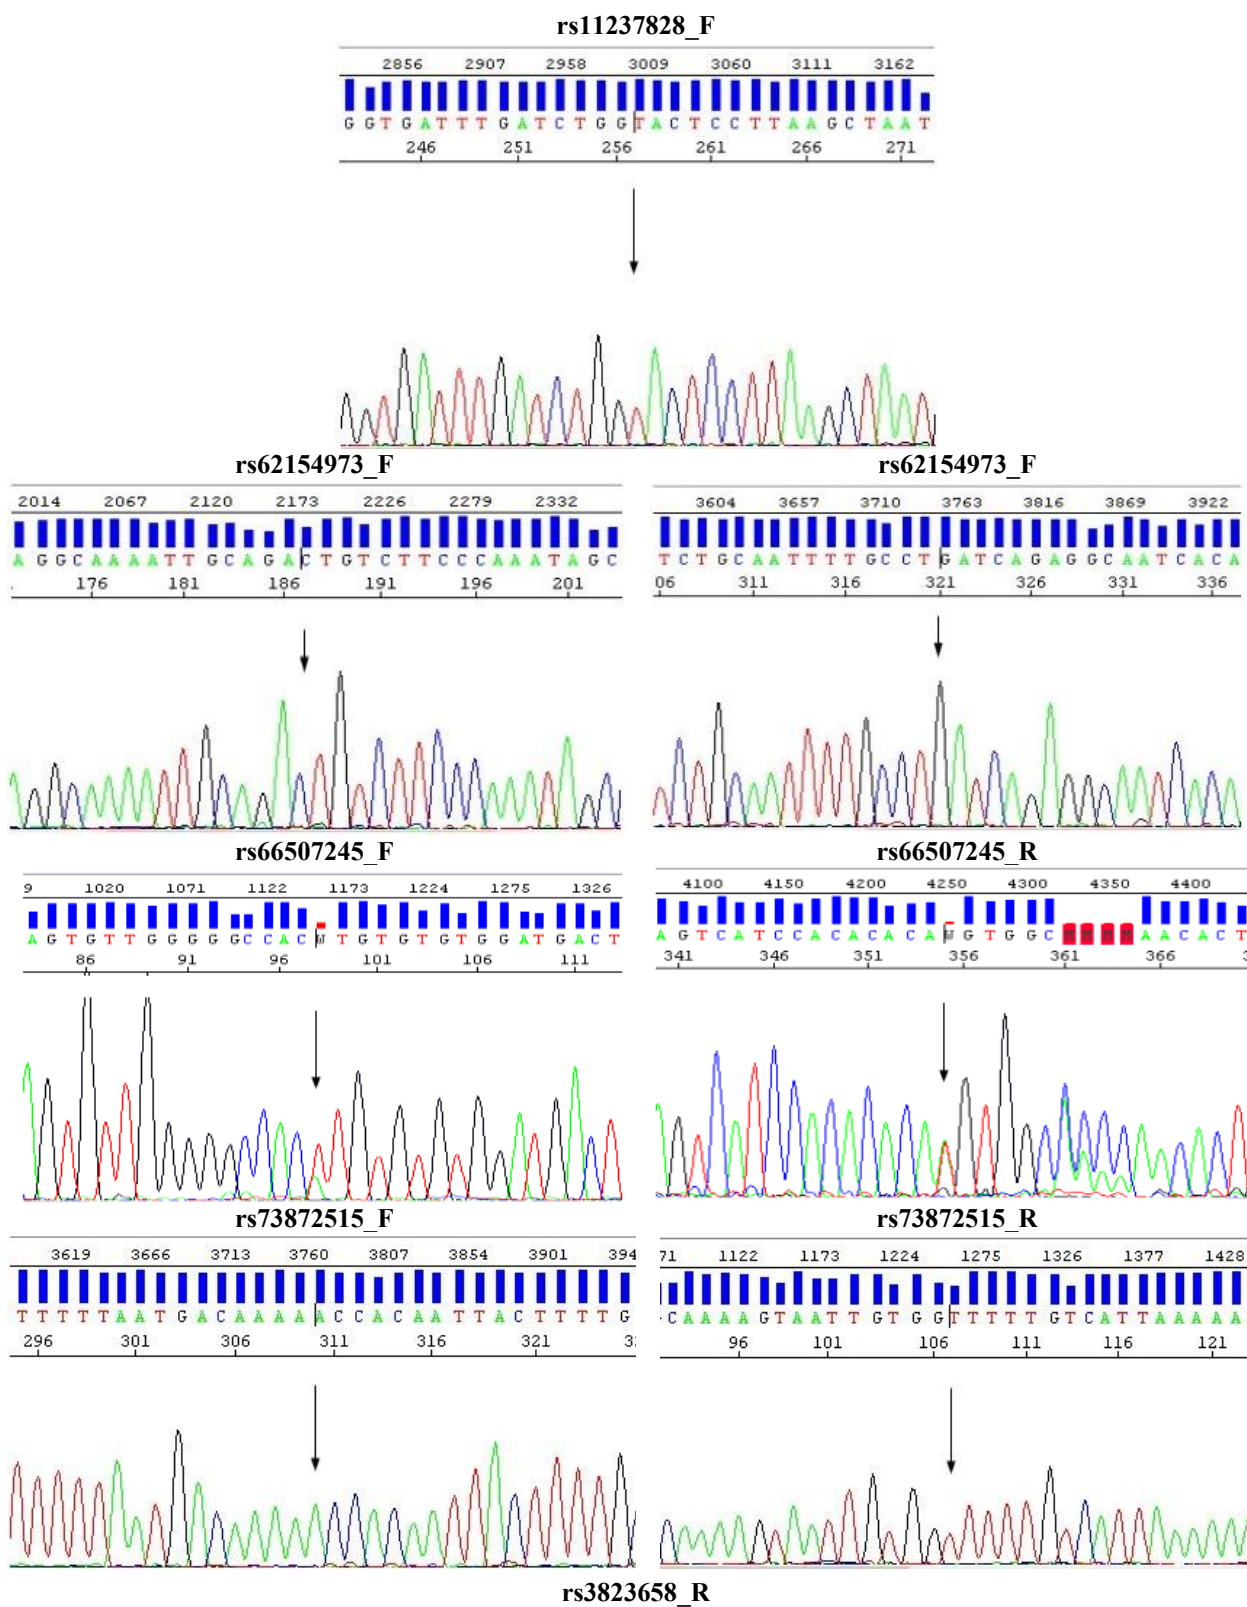 rs11237828_F
2856 2907 2958 3009 3060 3111 3162
G G T G A T T T G A T C T G G T A C T C C T T A A G C T A A T
246 251 256 261 266 271
rs62154973_F rs62154973_F
2014 2067 2120 2173 2226 2279 2332 3604 3657 3710 3763 3816 3869 3922
A G G C A A A A T T G C A G A C T G T C T T C C C A A A T A G C T C T G C A A T T T T G C C T G A T C A G A G G C A A T C A C A
176 181 186 191 196 201 06 311 316 321 326 331 336
rs66507245_F rs66507245_R
9 1020 1071 1122 1173 1224 1275 1326 4100 4150 4200 4250 4300 4350 4400
A G T G T T G G G G G C C A C W T G T G T G T G G A T G A C T A G T C A T C C A C A C A C A W G T G G C M M M M A A C A C T
86 91 96 101 106 111 341 346 351 356 361 366
rs73872515_F rs73872515_R
3619 3666 3713 3760 3807 3854 3901 394 71 1122 1173 1224 1275 1326 1377 1428
T T T T T A A T G A C A A A A A C C A C A A T T A C T T T T G C A A A A G T A A T T G T G G T T T T T G T C A T T A A A A A
296 301 306 311 316 321 96 101 106 111 116 121
rs3823658_R